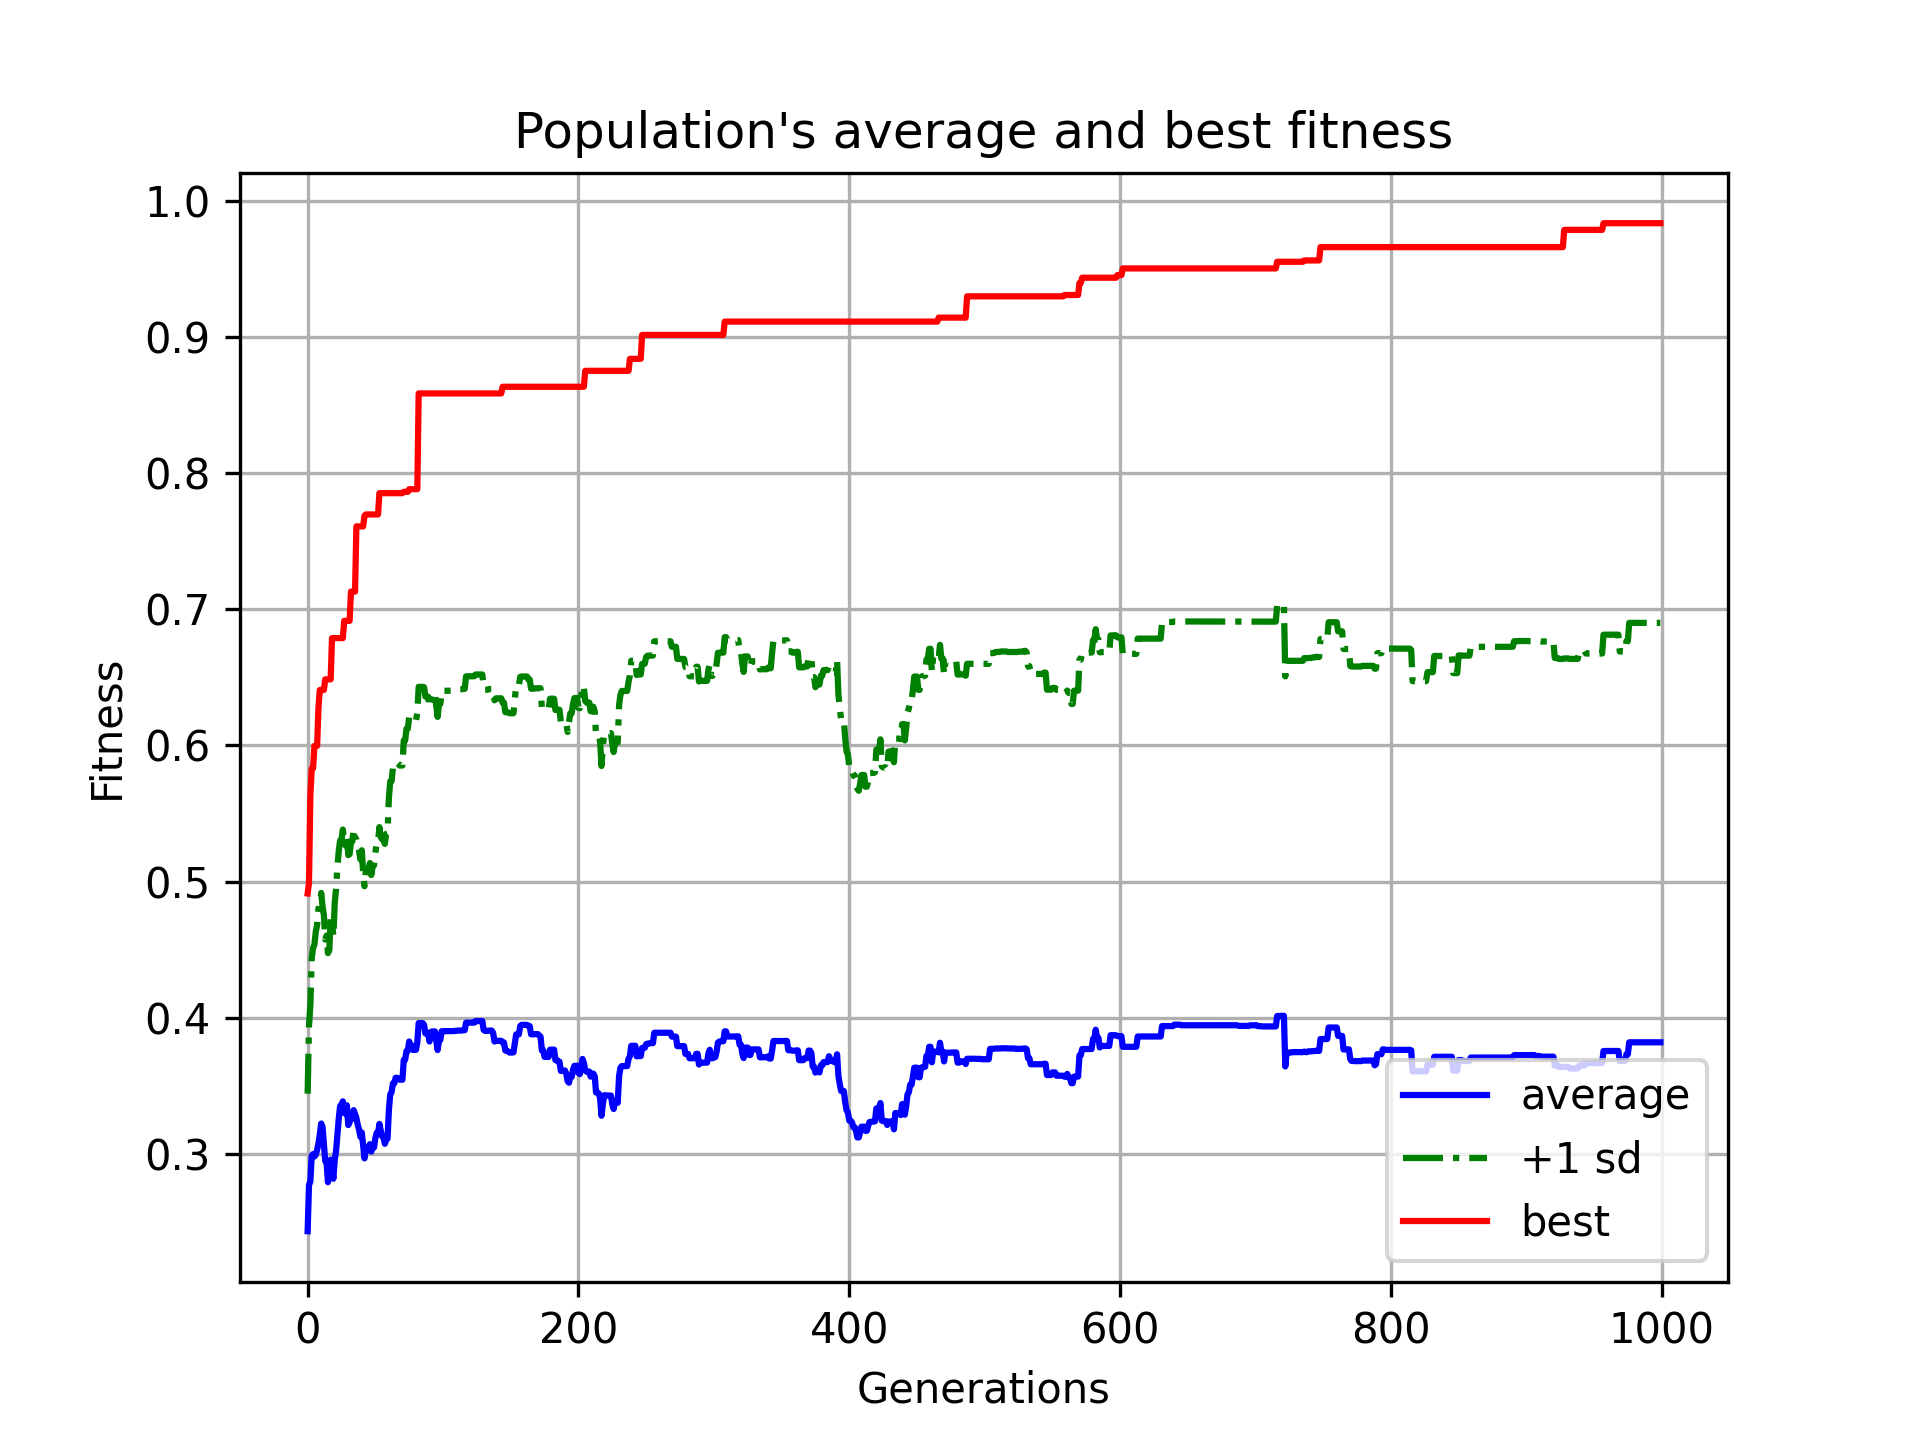 Population's average and best fitness
1.0
0.9
0.8
0.7
0.6
0.5
0.4
0.3
Fitness
0 200 400 600 800 1000
Generations
average
+1 sd
best